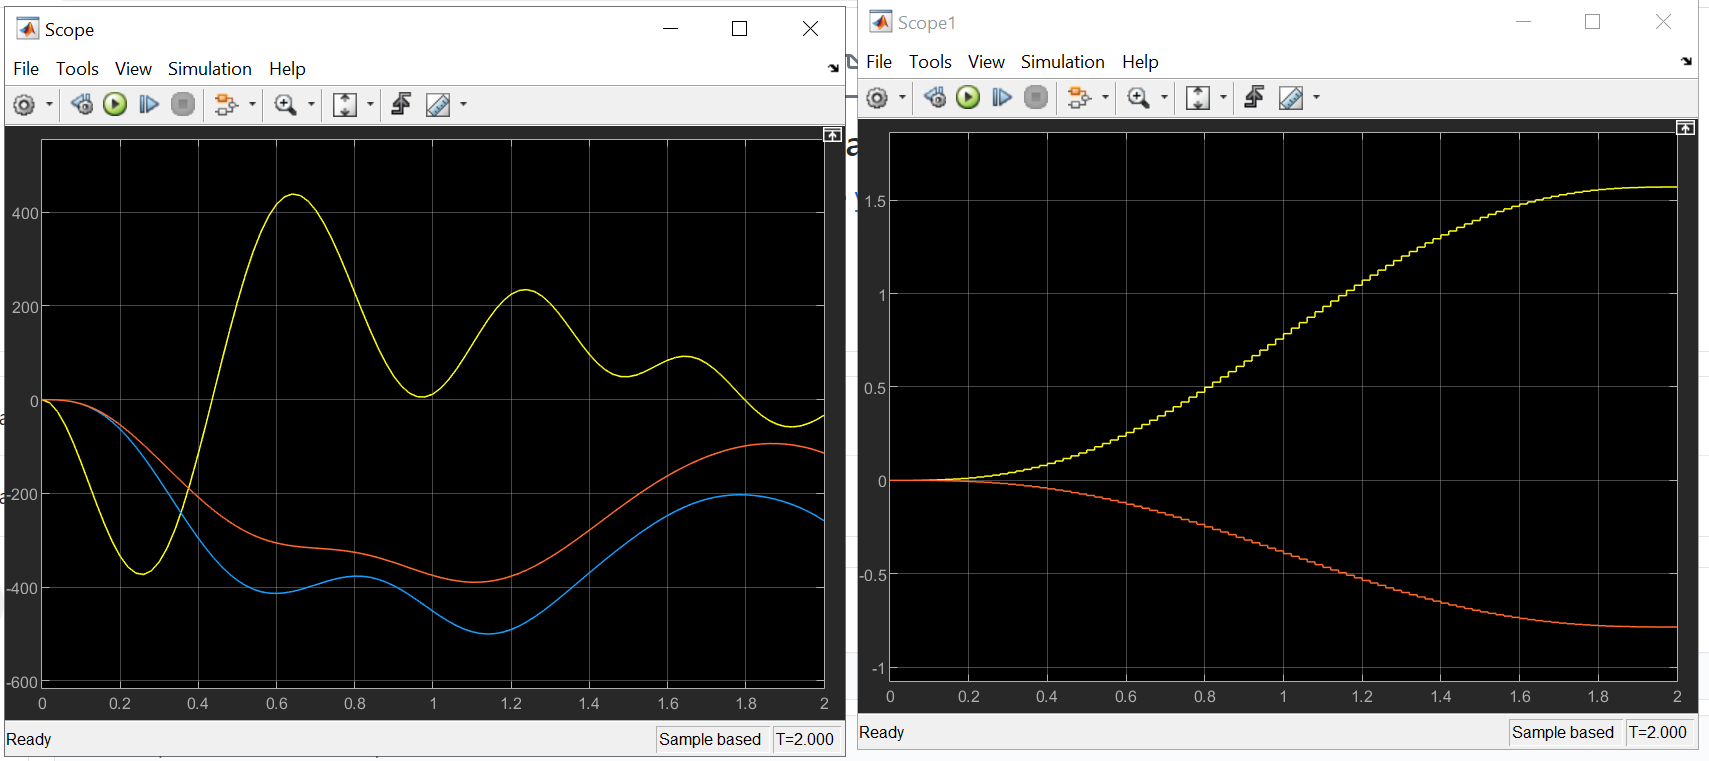 Scope
File Tools View Simulation Help
400
200
0
-200
-400
-600
0 0.2 0.4 0.6 0.8 1 1.2 1.4 1.6 1.8 2
Ready
Sample based T=2.000
Scope1
File Tools View Simulation Help
1.5
1
0.5
0
-0.5
-1
0 0.2 0.4 0.6 0.8 1 1.2 1.4 1.6 1.8 2
Ready
Sample based T=2.000